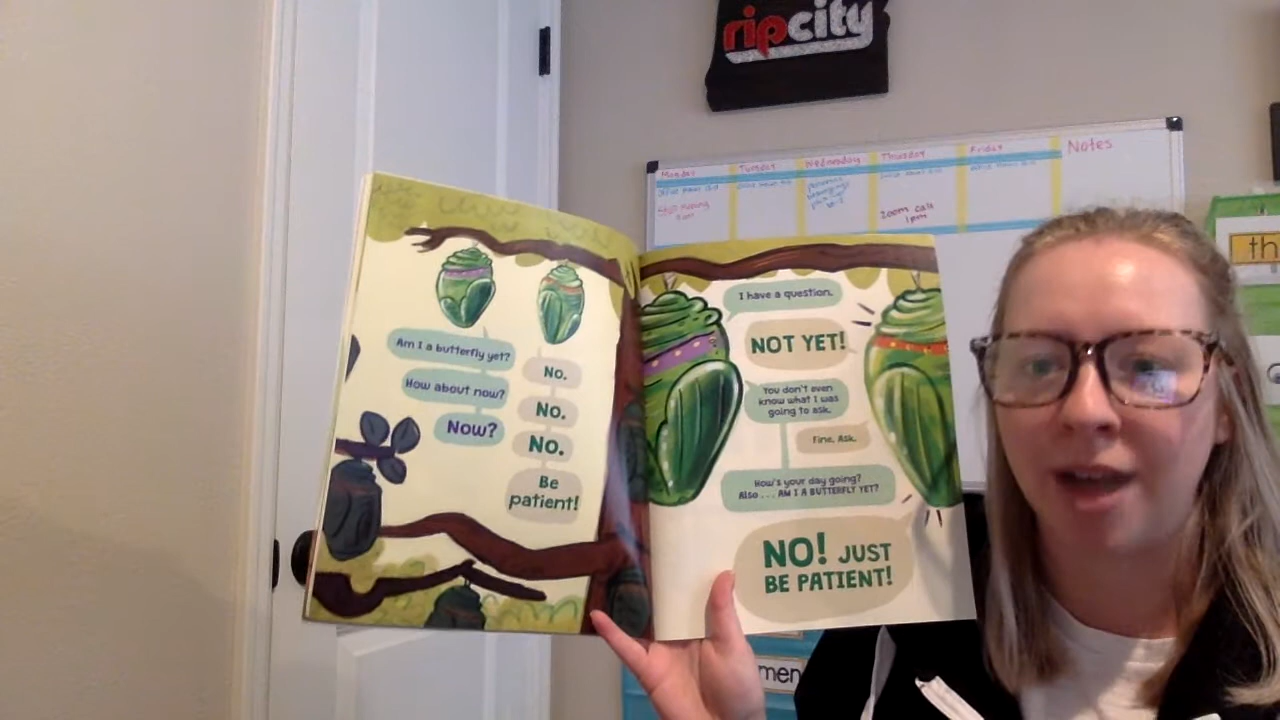 ripcity
Monday Tuesday Wednesday Thursday Friday Notes
Zoom call
1pm
th
Am I a butterfly yet?
How about now?
Now?
No.
No.
No.
Be
patient!
I have a question.
NOT YET!
You don't even
know what I was
going to ask.
Fine. Ask.
How's your day going?
Also . . . AM I A BUTTERFLY YET?
NO! JUST
BE PATIENT!
men